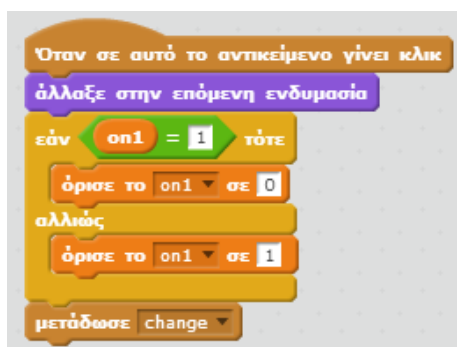 Όταν σε αυτό το αντικείμενο γίνει κλικ
άλλαξε στην επόμενη ενδυμασία
εάν on1 = 1 τότε
όρισε το on1 σε 0
αλλιώς
όρισε το on1 σε 1
μετάδωσε change